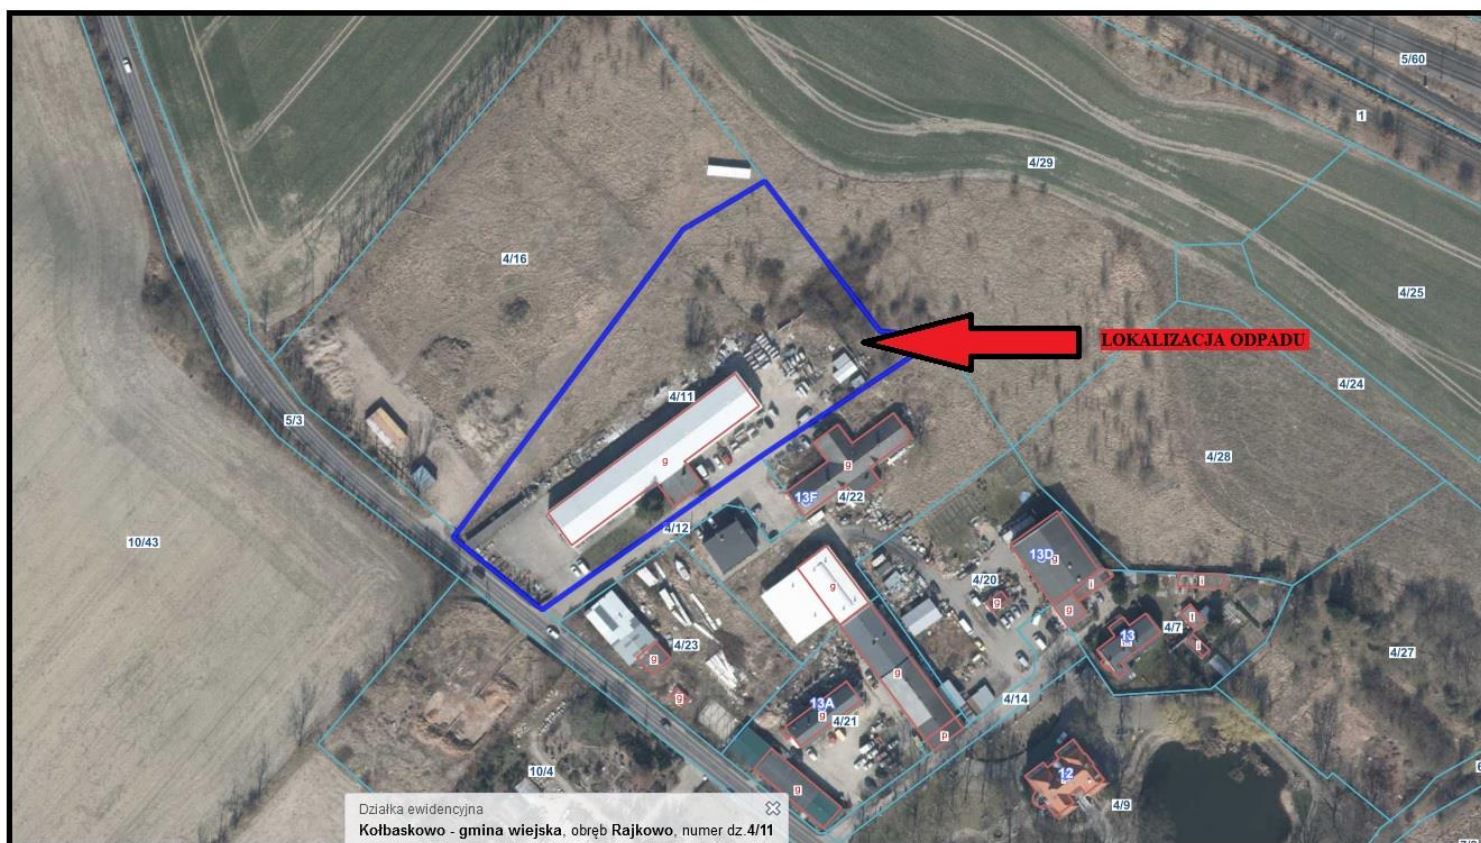 5/60
1
4/29
4/16
4/25
LOKALIZACJA ODPADU
4/24
4/11
5/3
g
g
4/28
13F
4/22
4/12
10/43
13D
g
4/20
g
g
i
i
g
4/7
t
13
i
4/23
g
g
g
4/27
4/14
13A
g
4/21
p
12
10/4
g
4/9
Działka ewidencyjna
Kołbaskowo - gmina wiejska, obręb Rajkowo, numer dz.4/11